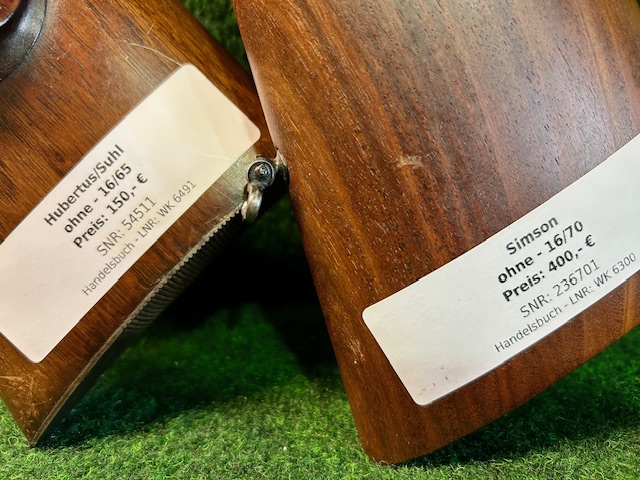 Hubertus/Suhl
ohne - 16/65
Preis: 150,- €
SNR: 54511
Handelsbuch - LNR: WK 6491
Simson
ohne - 16/70
Preis: 400,- €
SNR: 236701
Handelsbuch - LNR: WK 6300